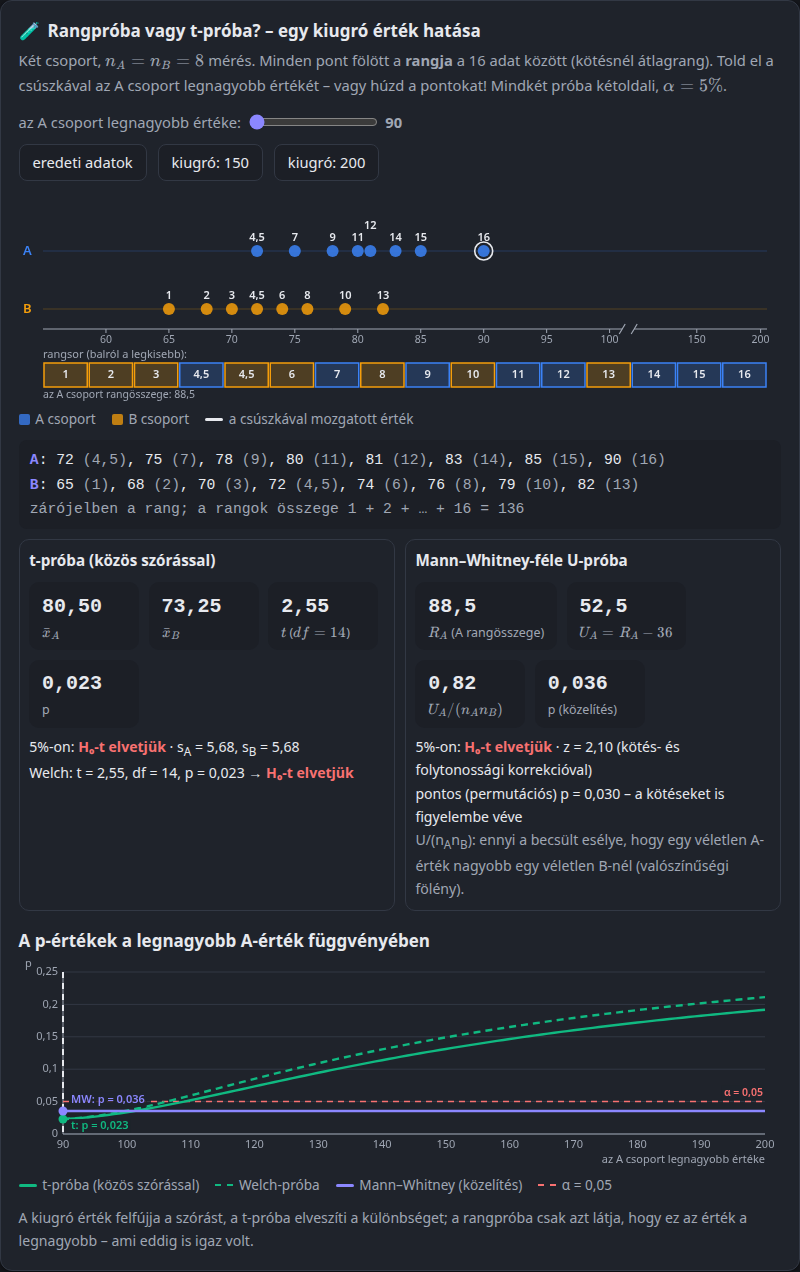 🧪 Rangpróba vagy t-próba? – egy kiugró érték hatása
Két csoport, n_A = n_B = 8 mérés. Minden pont fölött a rangja a 16 adat között (kötésnél átlagrang). Told el a
csúszkával az A csoport legnagyobb értékét – vagy húzd a pontokat! Mindkét próba kétoldali, α = 5%.
az A csoport legnagyobb értéke: 90
eredeti adatok kiugró: 150 kiugró: 200
12
4,5 7 9 11 14 15 16
A
1 2 3 4,5 6 8 10 13
B
60 65 70 75 80 85 90 95 100 150 200
rangsor (balról a legkisebb):
1 2 3 4,5 4,5 6 7 8 9 10 11 12 13 14 15 16
az A csoport rangösszege: 88,5
A csoport B csoport a csúszkával mozgatott érték
A: 72 (4,5), 75 (7), 78 (9), 80 (11), 81 (12), 83 (14), 85 (15), 90 (16)
B: 65 (1), 68 (2), 70 (3), 72 (4,5), 74 (6), 76 (8), 79 (10), 82 (13)
zárójelben a rang; a rangok összege 1 + 2 + … + 16 = 136
t-próba (közös szórással)
80,50 73,25 2,55
x̄_A x̄_B t (df = 14)
0,023
p
5%-on: H₀-t elvetjük · s_A = 5,68, s_B = 5,68
Welch: t = 2,55, df = 14, p = 0,023 → H₀-t elvetjük
Mann–Whitney-féle U-próba
88,5 52,5
R_A (A rangösszege) U_A = R_A − 36
0,82 0,036
U_A/(n_A n_B) p (közelítés)
5%-on: H₀-t elvetjük · z = 2,10 (kötés- és
folytonossági korrekcióval)
pontos (permutációs) p = 0,030 – a kötéseket is
figyelembe véve
U/(n_A n_B): ennyi a becsült esélye, hogy egy véletlen A-
érték nagyobb egy véletlen B-nél (valószínűségi
fölény).
A p-értékek a legnagyobb A-érték függvényében
p
0,25
0,2
0,15
0,1
0,05
0
MW: p = 0,036
t: p = 0,023
α = 0,05
90 100 110 120 130 140 150 160 170 180 190 200
az A csoport legnagyobb értéke
t-próba (közös szórással) Welch-próba Mann–Whitney (közelítés) α = 0,05
A kiugró érték felfújja a szórást, a t-próba elveszíti a különbséget; a rangpróba csak azt látja, hogy ez az érték a
legnagyobb – ami eddig is igaz volt.